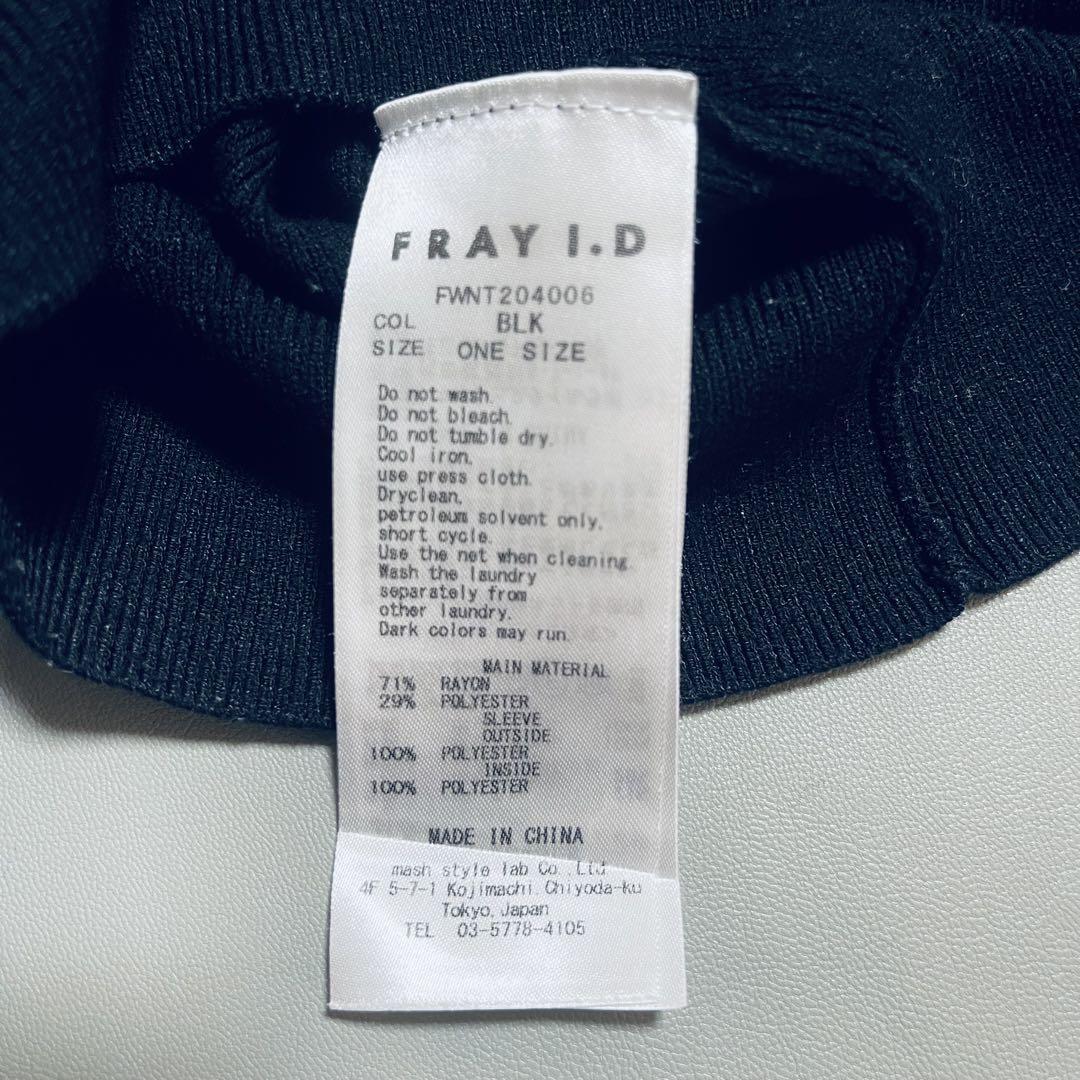 FRAY I.D
FWNT204006
COL BLK
SIZE ONE SIZE
Do not wash.
Do not bleach.
Do not tumble dry.
Cool iron,
use press cloth.
Dryclean,
petroleum solvent only,
short cycle.
Use the net when cleaning.
Wash the laundry
separately from
other laundry.
Dark colors may run.
MAIN MATERIAL
71% RAYON
29% POLYESTER
SLEEVE
OUTSIDE
100% POLYESTER
INSIDE
100% POLYESTER
MADE IN CHINA
mash style lab Co.,Ltd
4F 5-7-1 Kojimachi, Chiyoda-ku
Tokyo, Japan
TEL 03-5778-4105